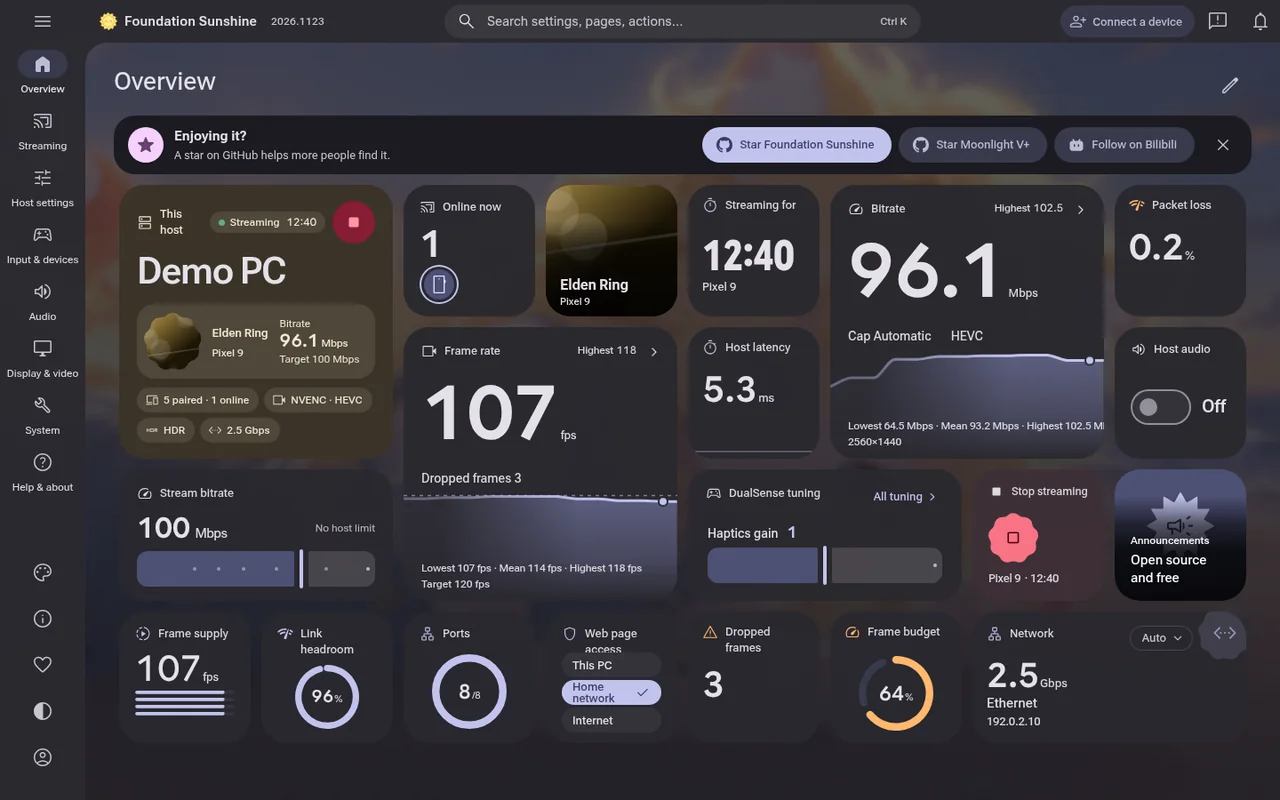 Foundation Sunshine 2026.1123
Search settings, pages, actions... Ctrl K
Connect a device
Overview
Streaming
Host settings
Input & devices
Audio
Display & video
System
Help & about
Overview
Enjoying it?
A star on GitHub helps more people find it.
Star Foundation Sunshine
Star Moonlight V+
Follow on Bilibili
This
host
Streaming 12:40
Demo PC
Elden Ring
Pixel 9
Bitrate
96.1 Mbps
Target 100 Mbps
5 paired · 1 online
NVENC · HEVC
HDR
HDR
2.5 Gbps
Online now
1
Elden Ring
Pixel 9
Streaming for
12:40
Pixel 9
Bitrate
Highest 102.5
96.1 Mbps
Cap Automatic HEVC
Lowest 64.5 Mbps · Mean 93.2 Mbps · Highest 102.5 M
2560×1440
Packet loss
0.2%
Frame rate
Highest 118
107 fps
Dropped frames 3
Lowest 107 fps · Mean 114 fps · Highest 118 fps
Target 120 fps
Host latency
5.3 ms
Host audio
Off
Stream bitrate
100 Mbps
No host limit
DualSense tuning
All tuning
Haptics gain 1
Stop streaming
Pixel 9 · 12:40
Announcements
Open source
and free
Frame supply
107 fps
Link
headroom
96%
Ports
8/8
Web page
access
This PC
Home
network
Internet
Dropped
frames
3
Frame budget
64%
Network
Auto
2.5 Gbps
Ethernet
192.0.2.10